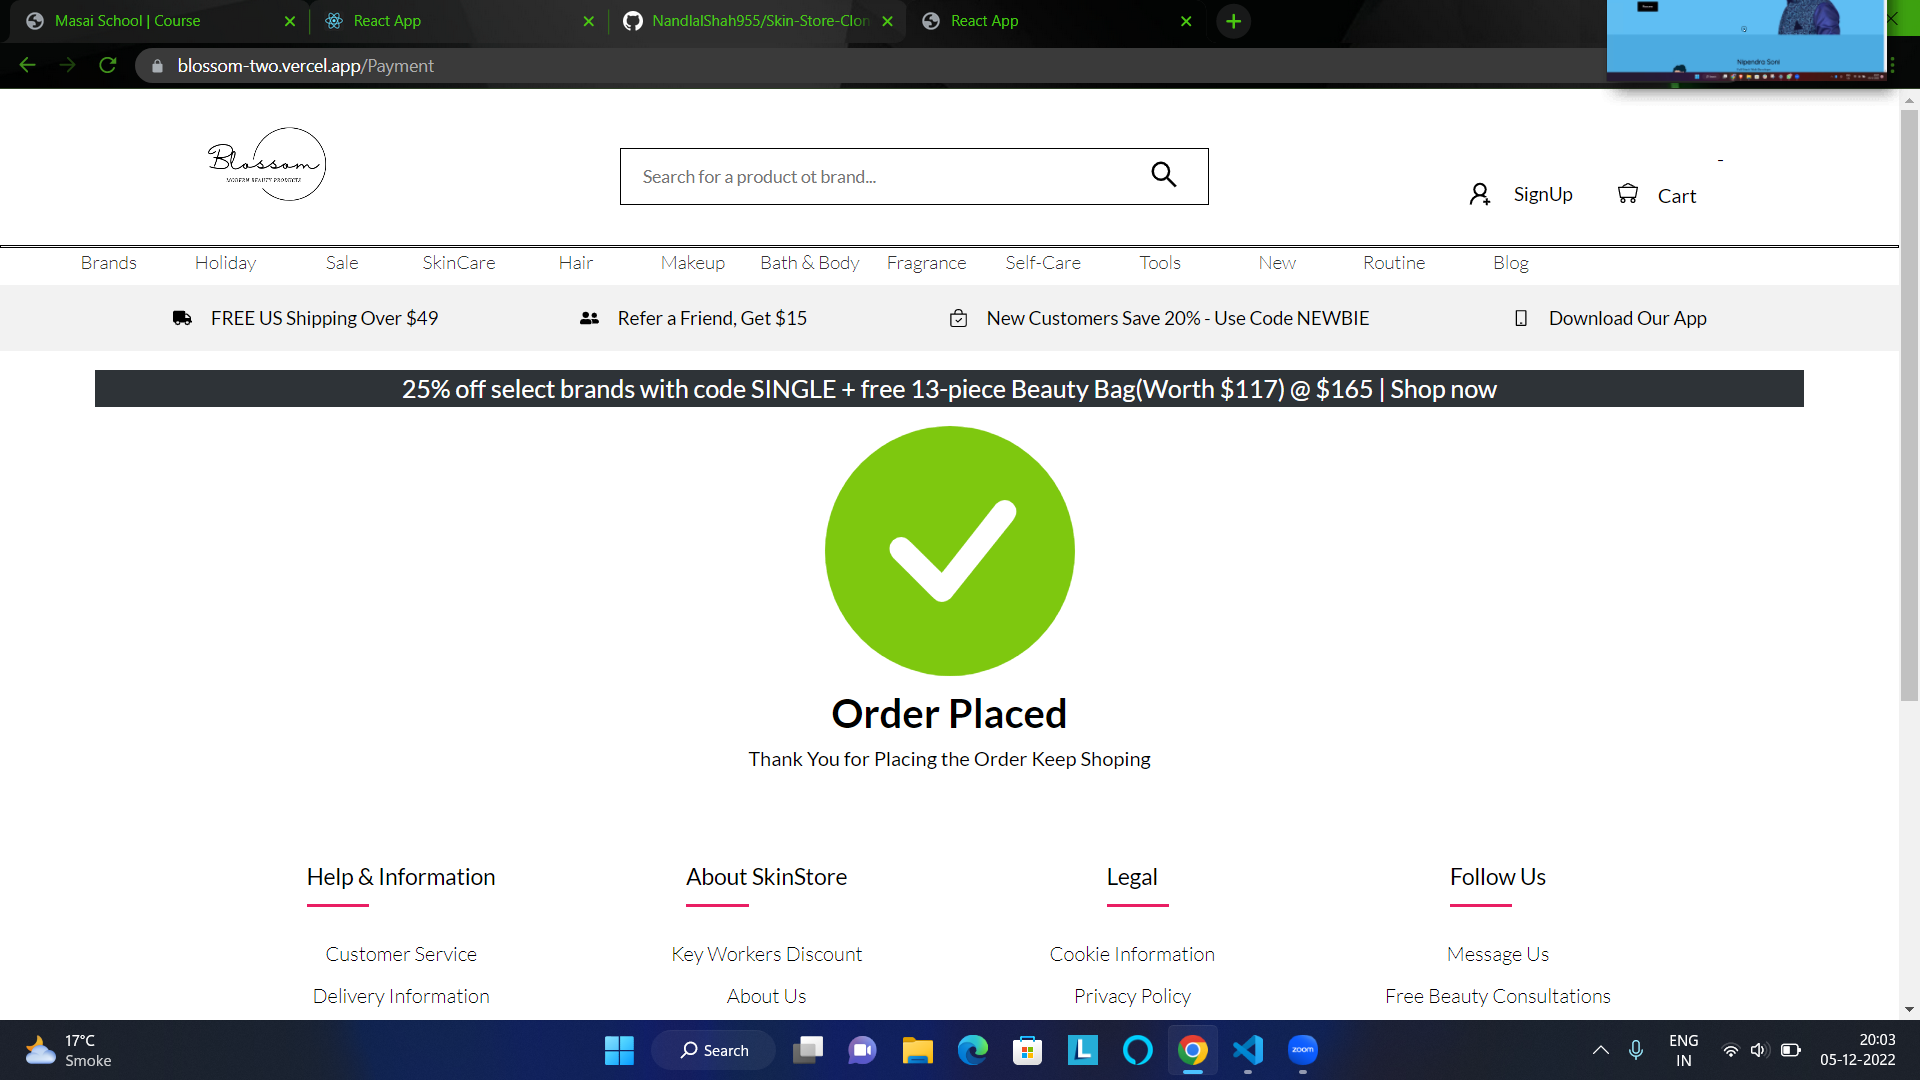 Masai School | Course
React App
NandlalShah955/Skin-Store-Clon
React App
blossom-two.vercel.app/Payment
Nipendra Soni
Blossom
MODERN BEAUTY PRODUCTS
Search for a product ot brand...
-
SignUp
Cart
Brands Holiday Sale SkinCare Hair Makeup Bath & Body Fragrance Self-Care Tools New Routine Blog
FREE US Shipping Over $49
Refer a Friend, Get $15
New Customers Save 20% - Use Code NEWBIE
Download Our App
25% off select brands with code SINGLE + free 13-piece Beauty Bag(Worth $117) @ $165 | Shop now
Order Placed
Thank You for Placing the Order Keep Shoping
Help & Information About SkinStore Legal Follow Us
Customer Service Key Workers Discount Cookie Information Message Us
Delivery Information About Us Privacy Policy Free Beauty Consultations
17°C
Smoke
Search
L
zoom
ENG
IN
20:03
05-12-2022